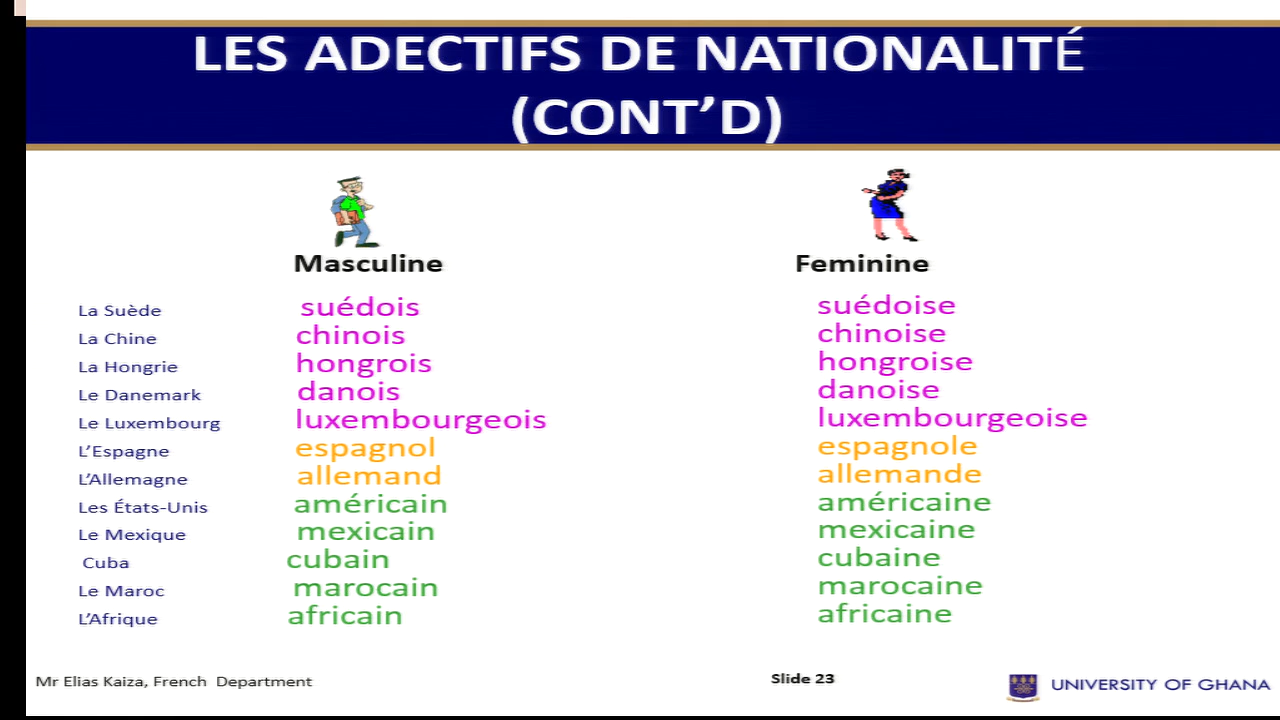 LES ADECTIFS DE NATIONALITÉ
(CONT’D)
Masculine Feminine
La Suède suédois suédoise
La Chine chinois chinoise
La Hongrie hongrois hongroise
Le Danemark danois danoise
Le Luxembourg luxembourgeois luxembourgeoise
L’Espagne espagnol espagnole
L’Allemagne allemand allemande
Les États-Unis américain américaine
Le Mexique mexicain mexicaine
Cuba cubain cubaine
Le Maroc marocain marocaine
L’Afrique africain africaine
Mr Elias Kaiza, French Department Slide 23 UNIVERSITY OF GHANA